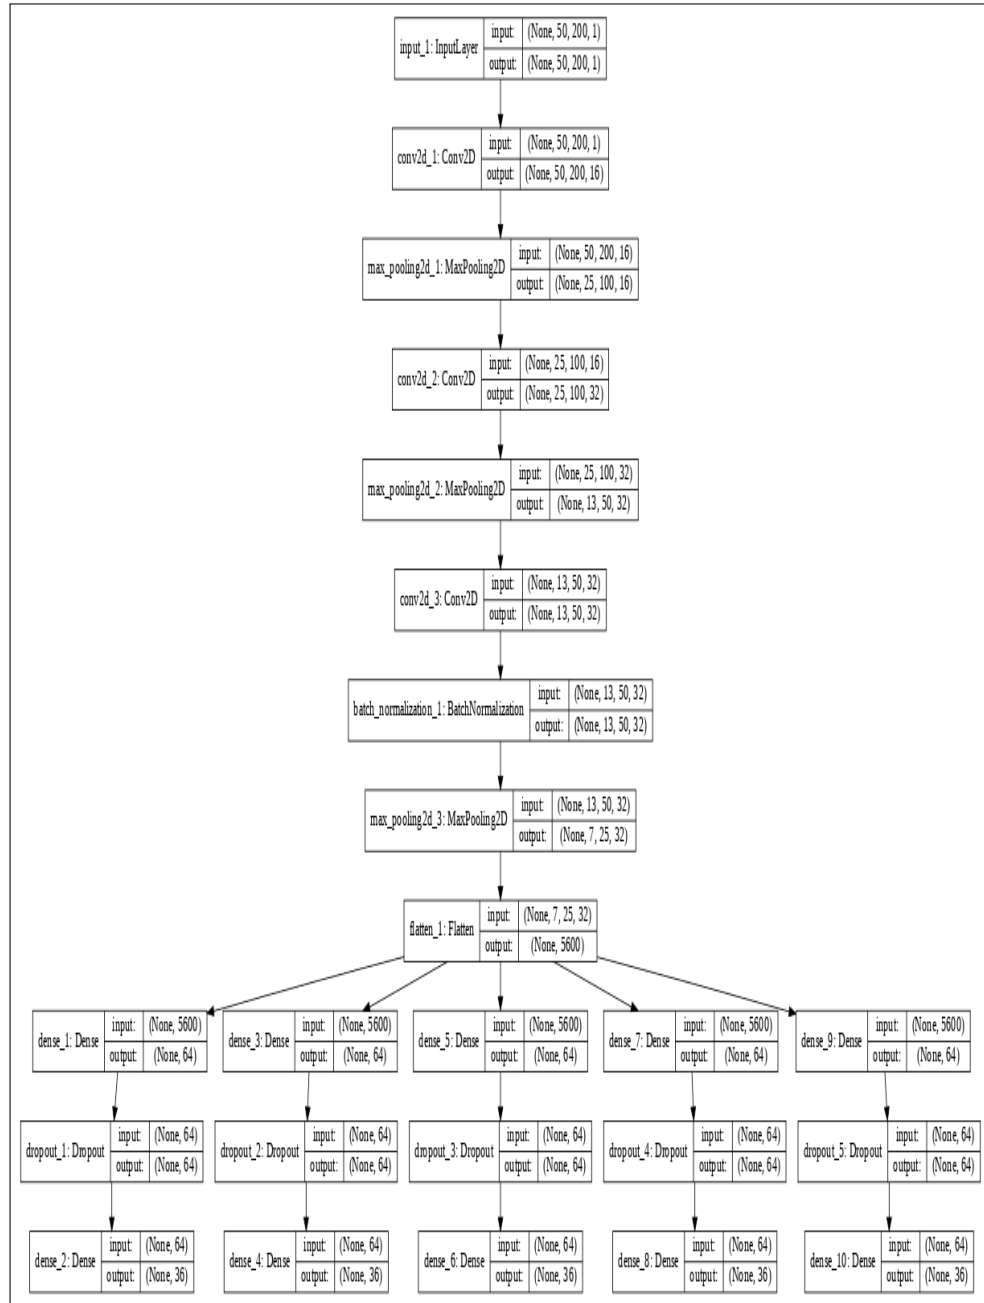 input_1: InputLayer input: (None, 50, 200, 1)
output: (None, 50, 200, 1)
conv2d_1: Conv2D input: (None, 50, 200, 1)
output: (None, 50, 200, 16)
max_pooling2d_1: MaxPooling2D input: (None, 50, 200, 16)
output: (None, 25, 100, 16)
conv2d_2: Conv2D input: (None, 25, 100, 16)
output: (None, 25, 100, 32)
max_pooling2d_2: MaxPooling2D input: (None, 25, 100, 32)
output: (None, 13, 50, 32)
conv2d_3: Conv2D input: (None, 13, 50, 32)
output: (None, 13, 50, 32)
batch_normalization_1: BatchNormalization input: (None, 13, 50, 32)
output: (None, 13, 50, 32)
max_pooling2d_3: MaxPooling2D input: (None, 13, 50, 32)
output: (None, 7, 25, 32)
flatten_1: Flatten input: (None, 7, 25, 32)
output: (None, 5600)
dense_1: Dense input: (None, 5600)
output: (None, 64)
dense_3: Dense input: (None, 5600)
output: (None, 64)
dense_5: Dense input: (None, 5600)
output: (None, 64)
dense_7: Dense input: (None, 5600)
output: (None, 64)
dense_9: Dense input: (None, 5600)
output: (None, 64)
dropout_1: Dropout input: (None, 64)
output: (None, 64)
dropout_2: Dropout input: (None, 64)
output: (None, 64)
dropout_3: Dropout input: (None, 64)
output: (None, 64)
dropout_4: Dropout input: (None, 64)
output: (None, 64)
dropout_5: Dropout input: (None, 64)
output: (None, 64)
dense_2: Dense input: (None, 64)
output: (None, 36)
dense_4: Dense input: (None, 64)
output: (None, 36)
dense_6: Dense input: (None, 64)
output: (None, 36)
dense_8: Dense input: (None, 64)
output: (None, 36)
dense_10: Dense input: (None, 64)
output: (None, 36)